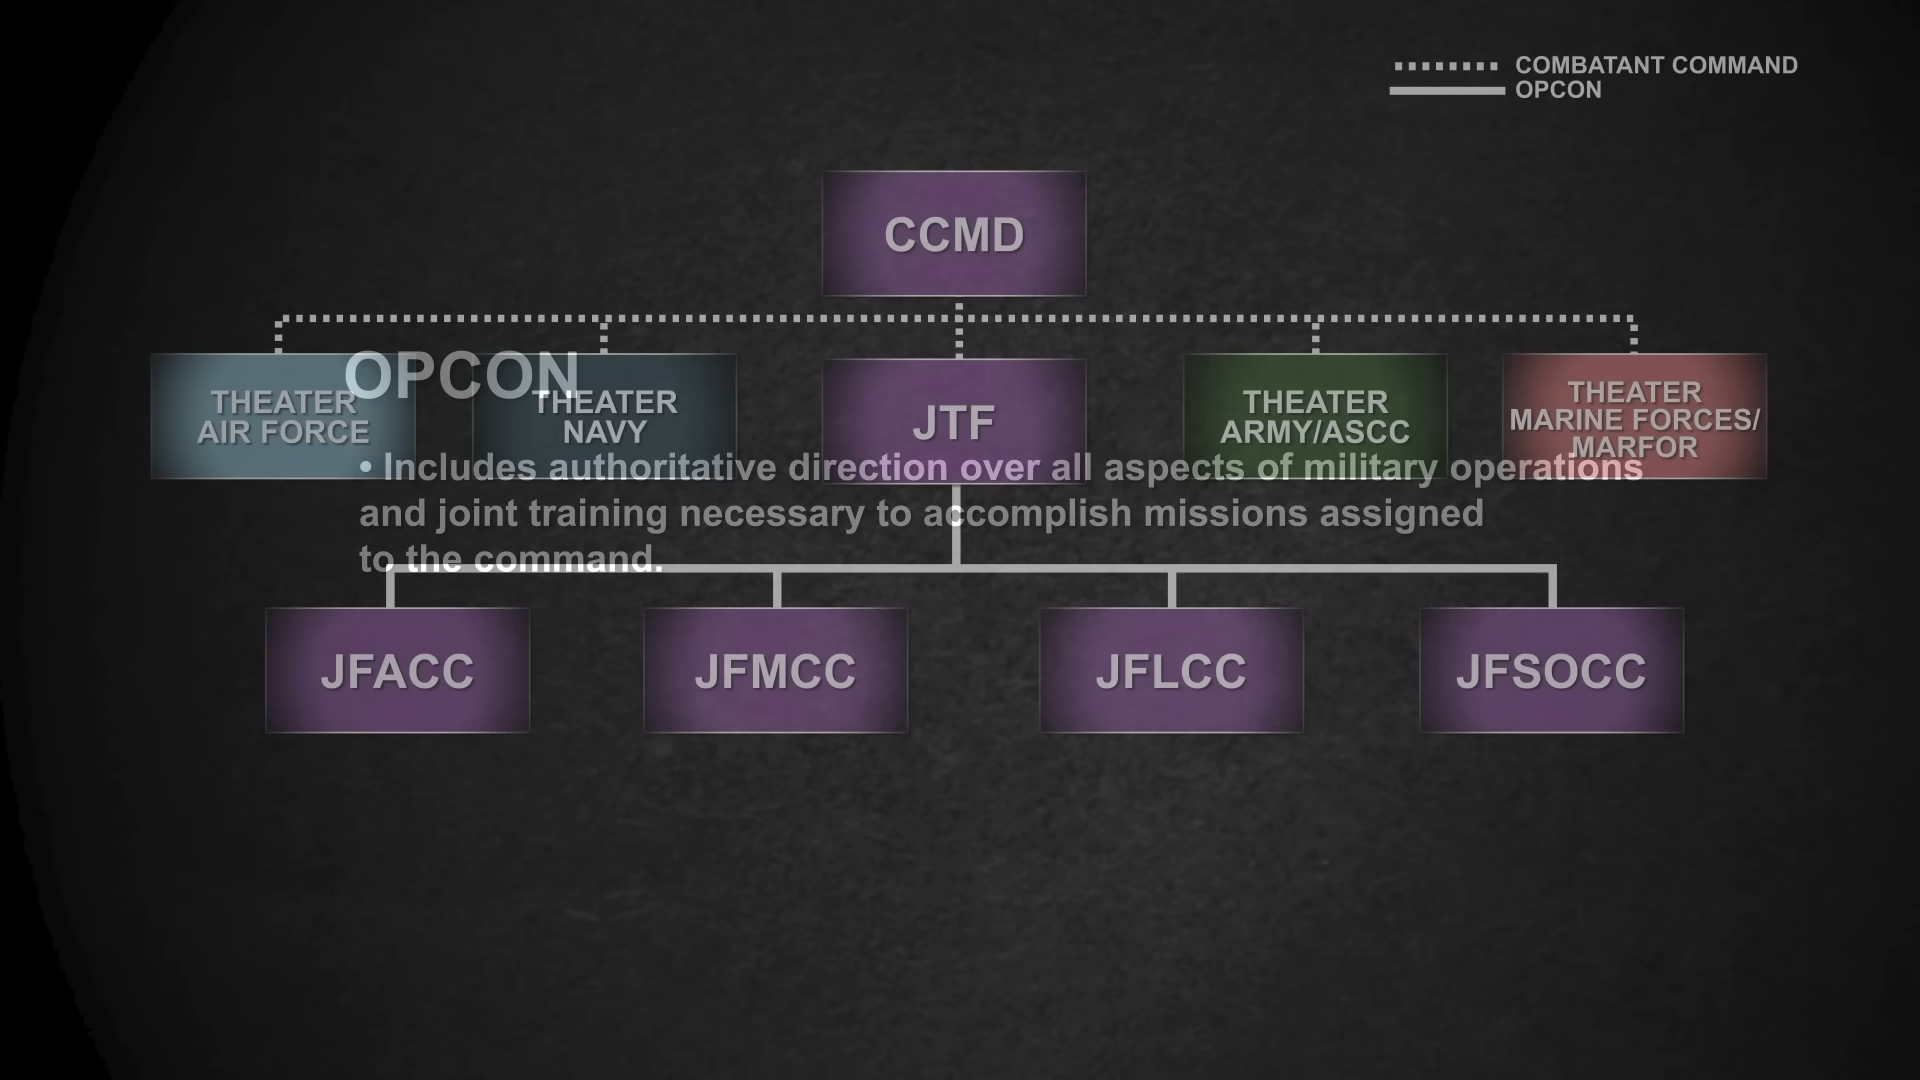 COMBATANT COMMAND
OPCON
CCMD
OPCON
THEATER
AIR FORCE
THEATER
NAVY
JTF
THEATER
ARMY/ASCC
THEATER
MARINE FORCES/
MARFOR
• Includes authoritative direction over all aspects of military operations
and joint training necessary to accomplish missions assigned
to the command.
JFACC
JFMCC
JFLCC
JFSOCC